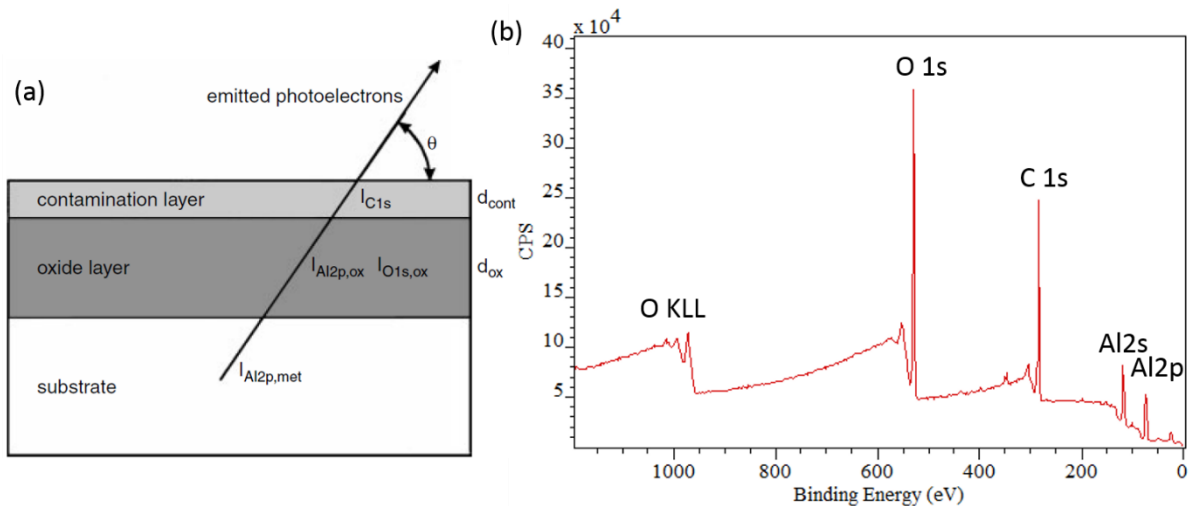 (a)
emitted photoelectrons
θ
contamination layer
I_C1s
d_cont
oxide layer
I_Al2p,ox I_O1s,ox
d_ox
I_Al2p,met
substrate
(b)
x 10⁴
40
35
30
25
20
15
10
5
CPS
O 1s
C 1s
O KLL
Al2s
Al2p
1000 800 600 400 200 0
Binding Energy (eV)